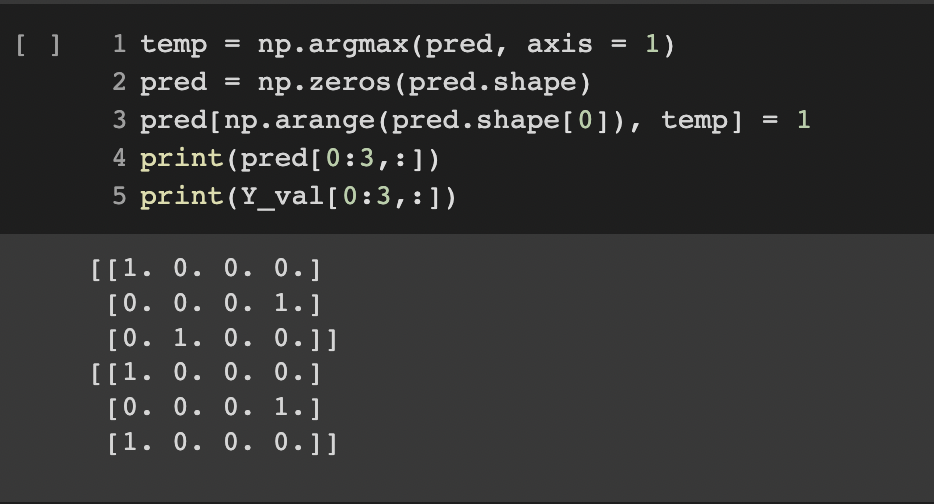 [ ] 1 temp = np.argmax(pred, axis = 1)
2 pred = np.zeros(pred.shape)
3 pred[np.arange(pred.shape[0]), temp] = 1
4 print(pred[0:3,:])
5 print(Y_val[0:3,:])
[[1. 0. 0. 0.]
[0. 0. 0. 1.]
[0. 1. 0. 0.]]
[[1. 0. 0. 0.]
[0. 0. 0. 1.]
[1. 0. 0. 0.]]